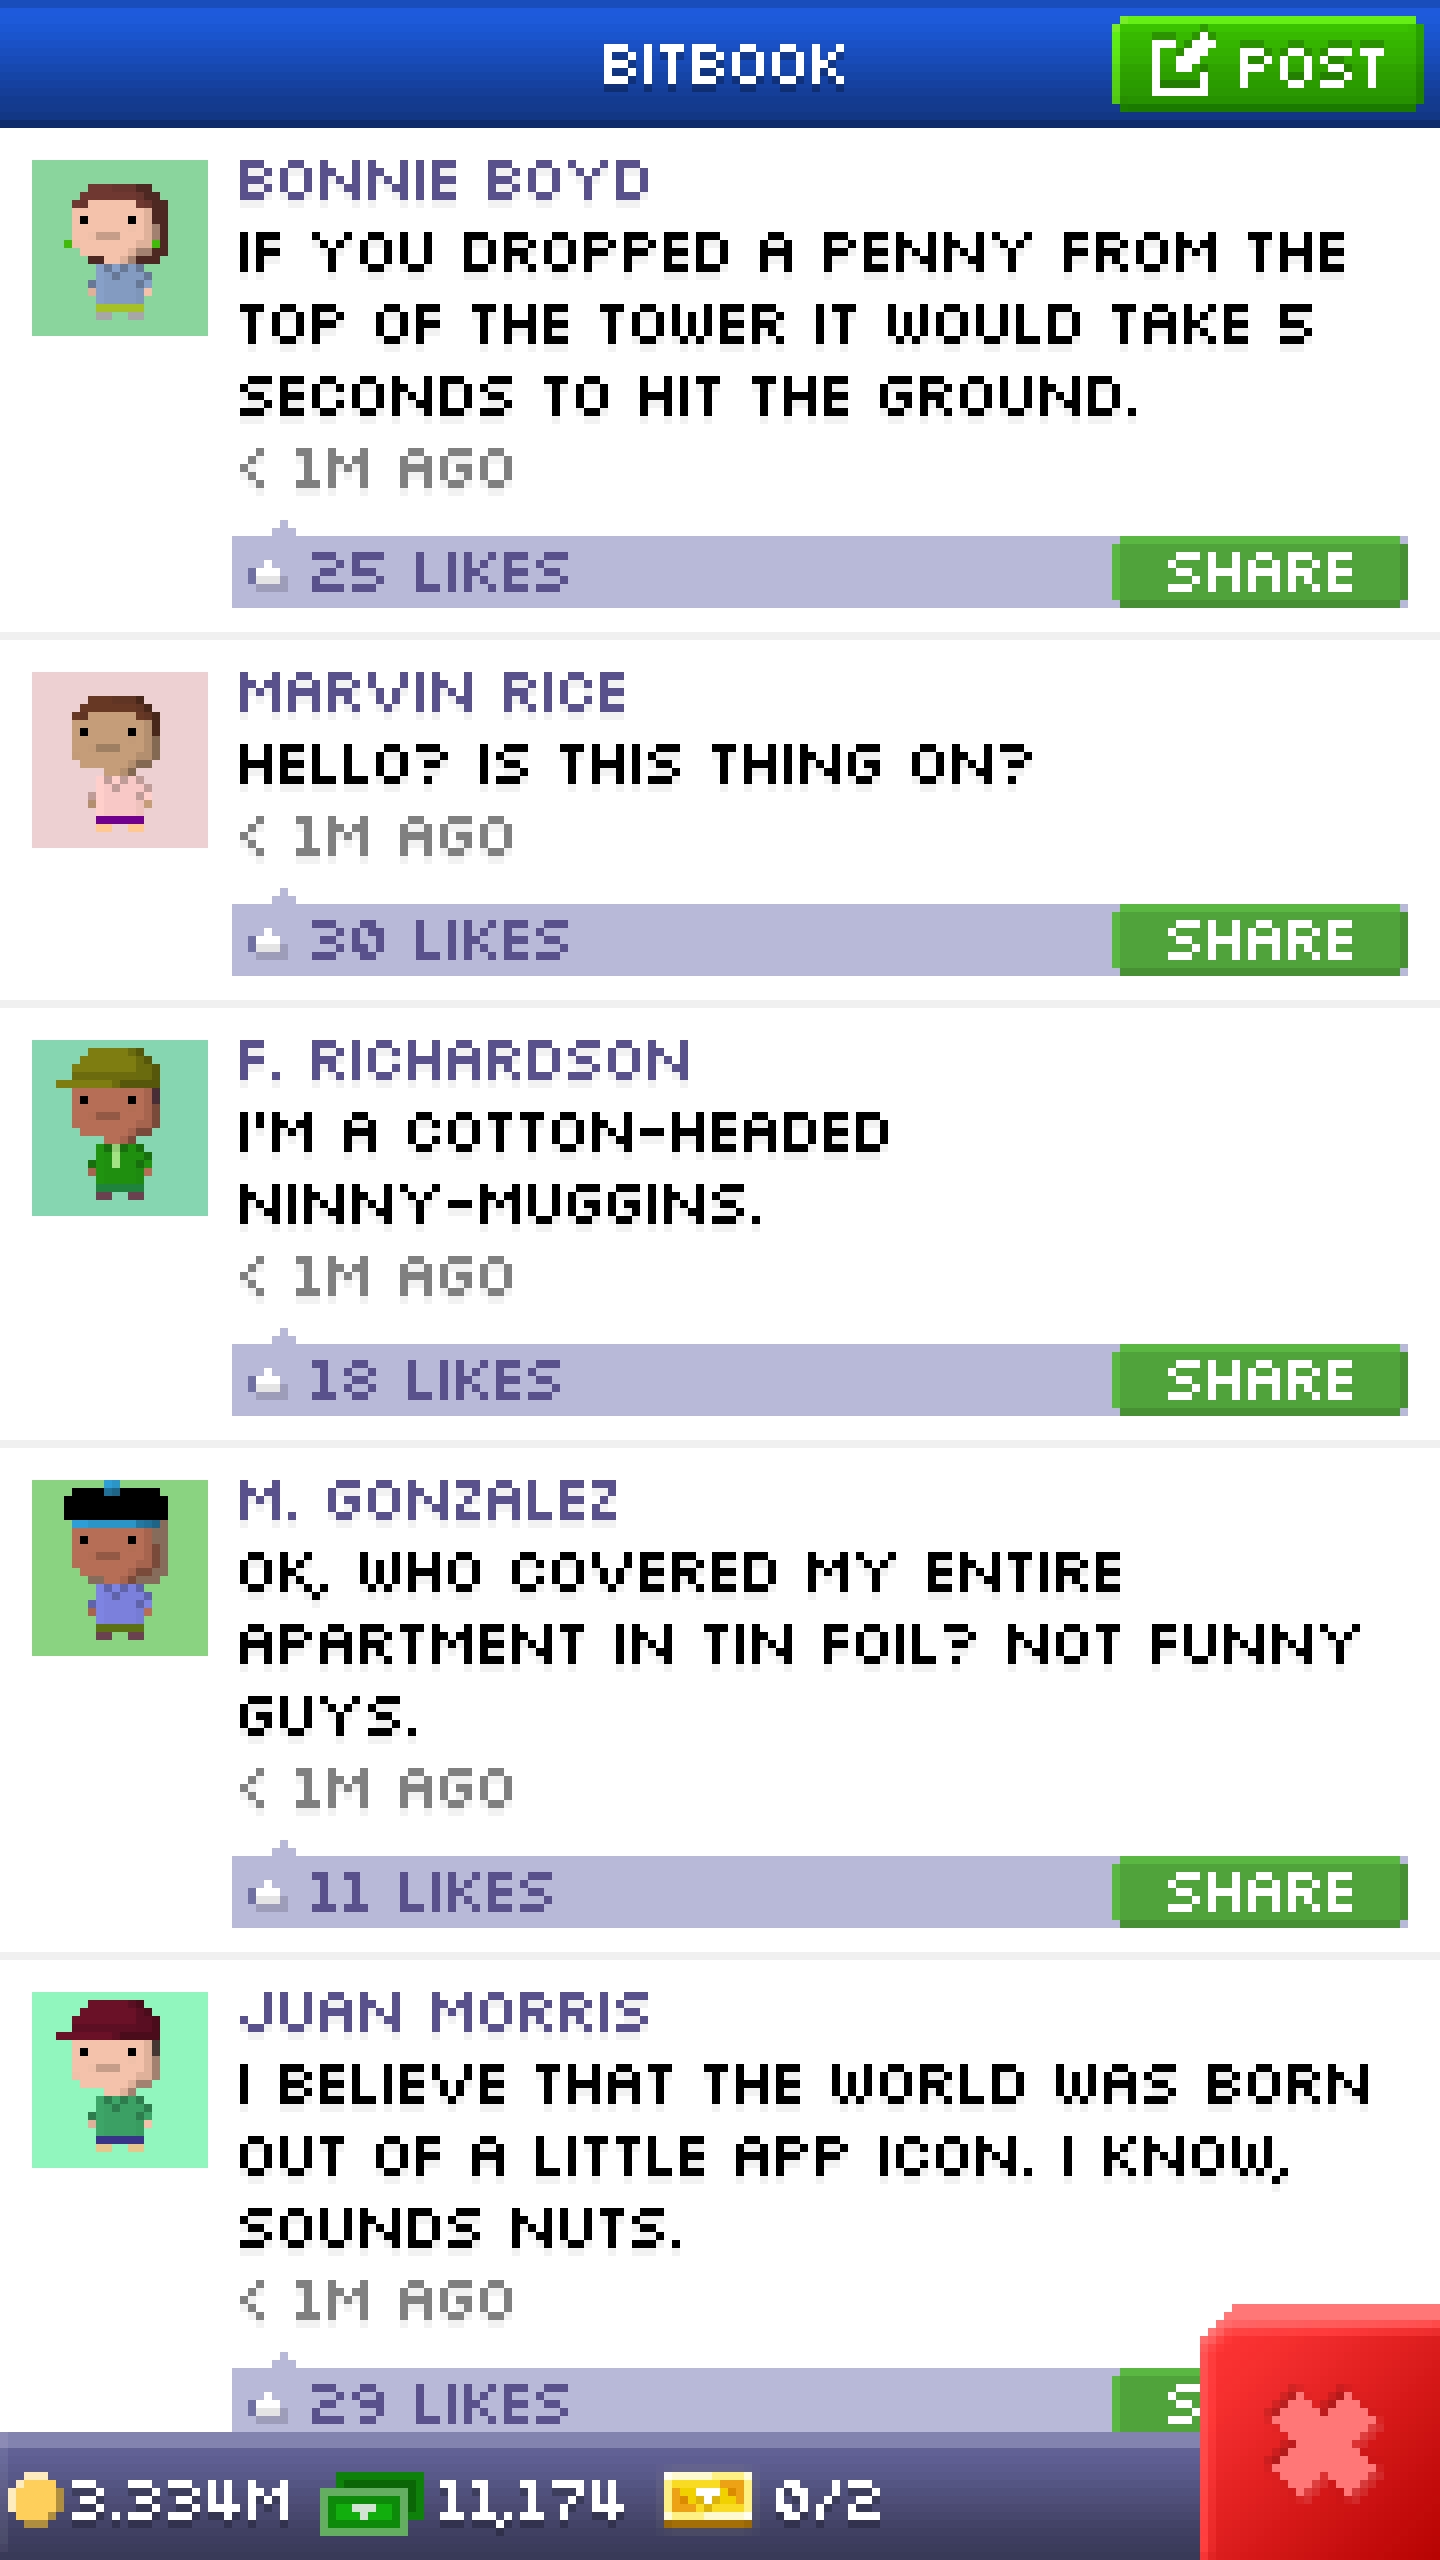 BITBOOK
POST
BONNIE BOYD
IF YOU DROPPED A PENNY FROM THE
TOP OF THE TOWER IT WOULD TAKE 5
SECONDS TO HIT THE GROUND.
< 1M AGO
25 LIKES
SHARE
MARVIN RICE
HELLO? IS THIS THING ON?
< 1M AGO
30 LIKES
SHARE
F. RICHARDSON
I'M A COTTON-HEADED
NINNY-MUGGINS.
< 1M AGO
18 LIKES
SHARE
M. GONZALEZ
OK, WHO COVERED MY ENTIRE
APARTMENT IN TIN FOIL? NOT FUNNY
GUYS.
< 1M AGO
11 LIKES
SHARE
JUAN MORRIS
I BELIEVE THAT THE WORLD WAS BORN
OUT OF A LITTLE APP ICON. I KNOW,
SOUNDS NUTS.
< 1M AGO
29 LIKES
S
3.334M
11,174
0/2